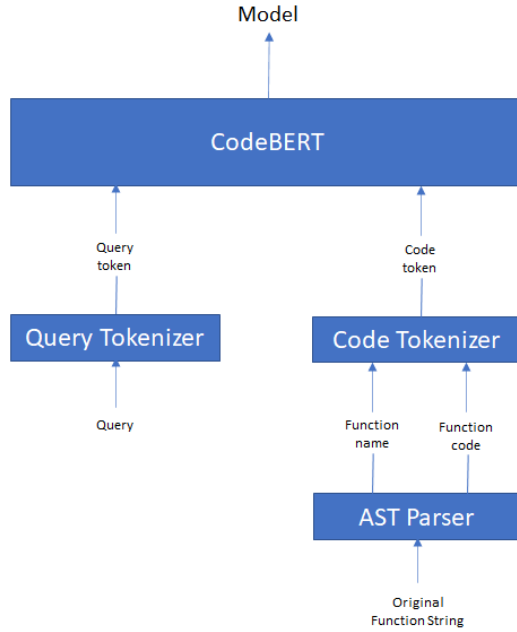 Model
CodeBERT
Query
token
Code
token
Query Tokenizer
Code Tokenizer
Query
Function
name
Function
code
AST Parser
Original
Function String